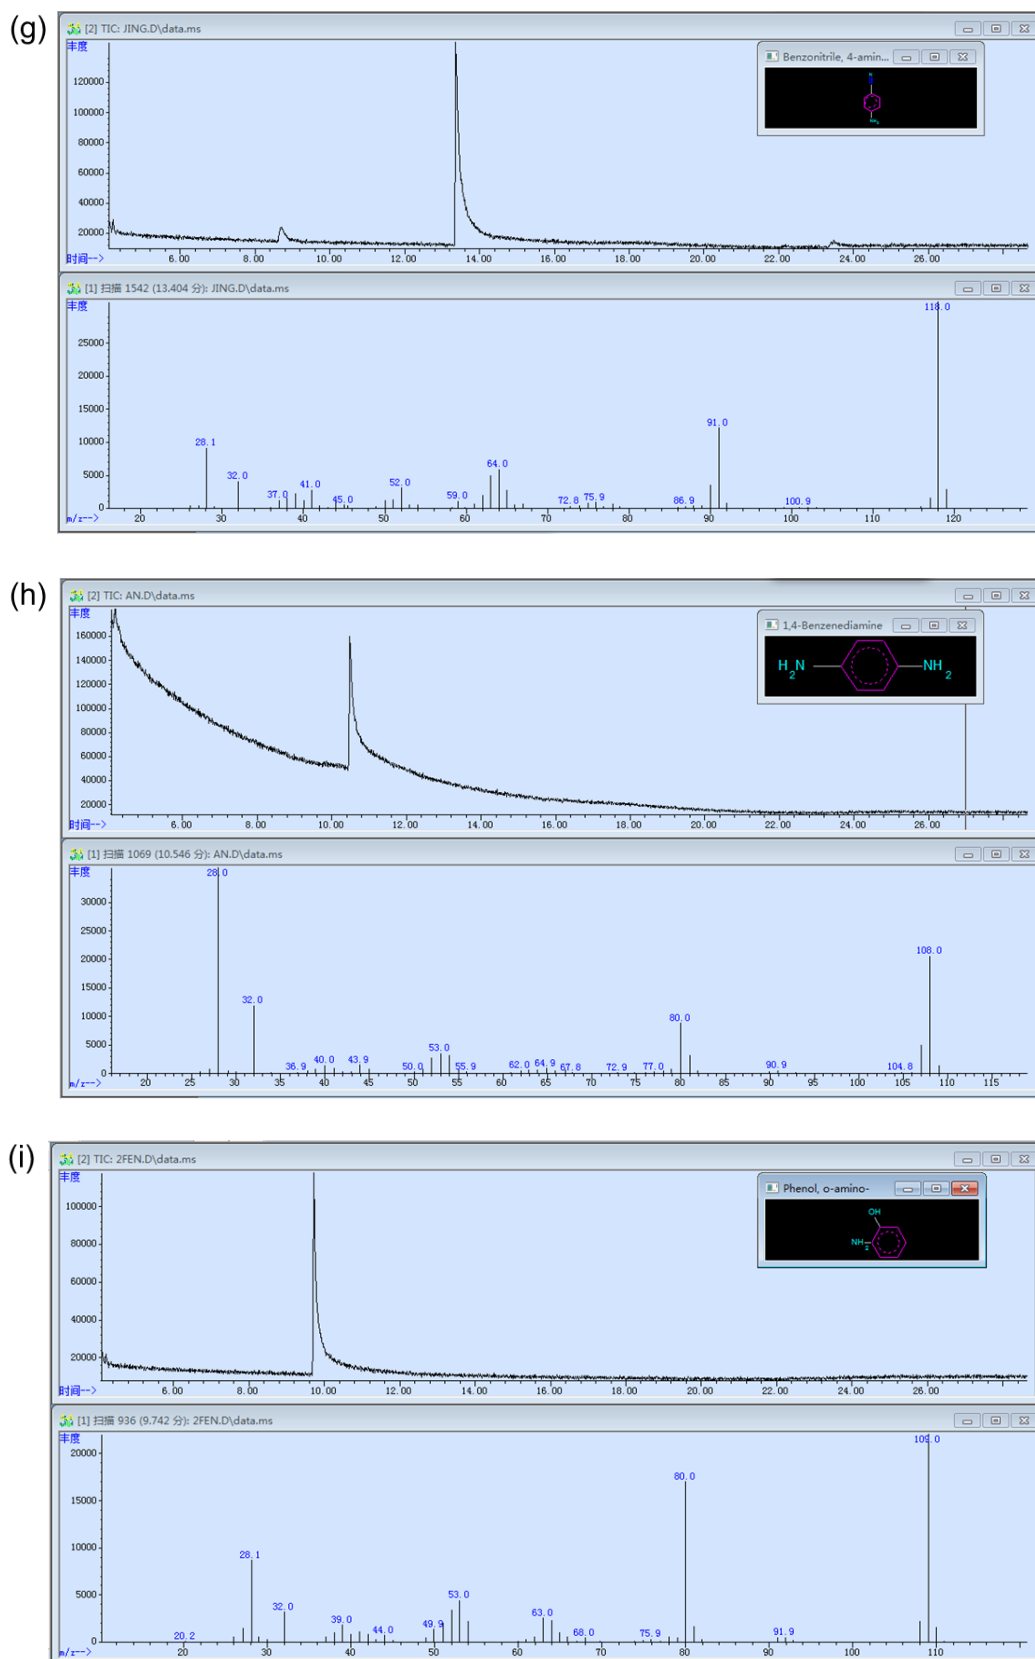 (g)
[2] TIC: JING.D\data.ms
丰度
Benzonitrile, 4-amin...
N
NH2
120000
100000
80000
60000
40000
20000
时间-->
6.00 8.00 10.00 12.00 14.00 16.00 18.00 20.00 22.00 24.00 26.00
[1] 扫描 1542 (13.404 分): JING.D\data.ms
丰度
118.0
25000
20000
15000
10000
5000
0
91.0
28.1
32.0
37.0
41.0
45.0
52.0
59.0
64.0
72.8
75.9
86.9
100.9
m/z-->
20 30 40 50 60 70 80 90 100 110 120
(h)
[2] TIC: AN.D\data.ms
丰度
1,4-Benzenediamine
H2N
NH2
160000
140000
120000
100000
80000
60000
40000
20000
时间-->
6.00 8.00 10.00 12.00 14.00 16.00 18.00 20.00 22.00 24.00 26.00
[1] 扫描 1069 (10.546 分): AN.D\data.ms
丰度
28.0
30000
25000
20000
15000
10000
5000
0
108.0
32.0
80.0
36.9
40.0
43.9
50.0
53.0
55.9
62.0
64.9
67.8
72.9
77.0
90.9
104.8
m/z-->
20 25 30 35 40 45 50 55 60 65 70 75 80 85 90 95 100 105 110 115
(i)
[2] TIC: 2FEN.D\data.ms
丰度
Phenol, o-amino-
OH
NH2
100000
80000
60000
40000
20000
时间-->
6.00 8.00 10.00 12.00 14.00 16.00 18.00 20.00 22.00 24.00 26.00
[1] 扫描 936 (9.742 分): 2FEN.D\data.ms
丰度
109.0
20000
15000
10000
5000
0
80.0
28.1
20.2
32.0
39.0
44.0
49.9
53.0
63.0
68.0
75.9
91.9
m/z-->
20 30 40 50 60 70 80 90 100 110